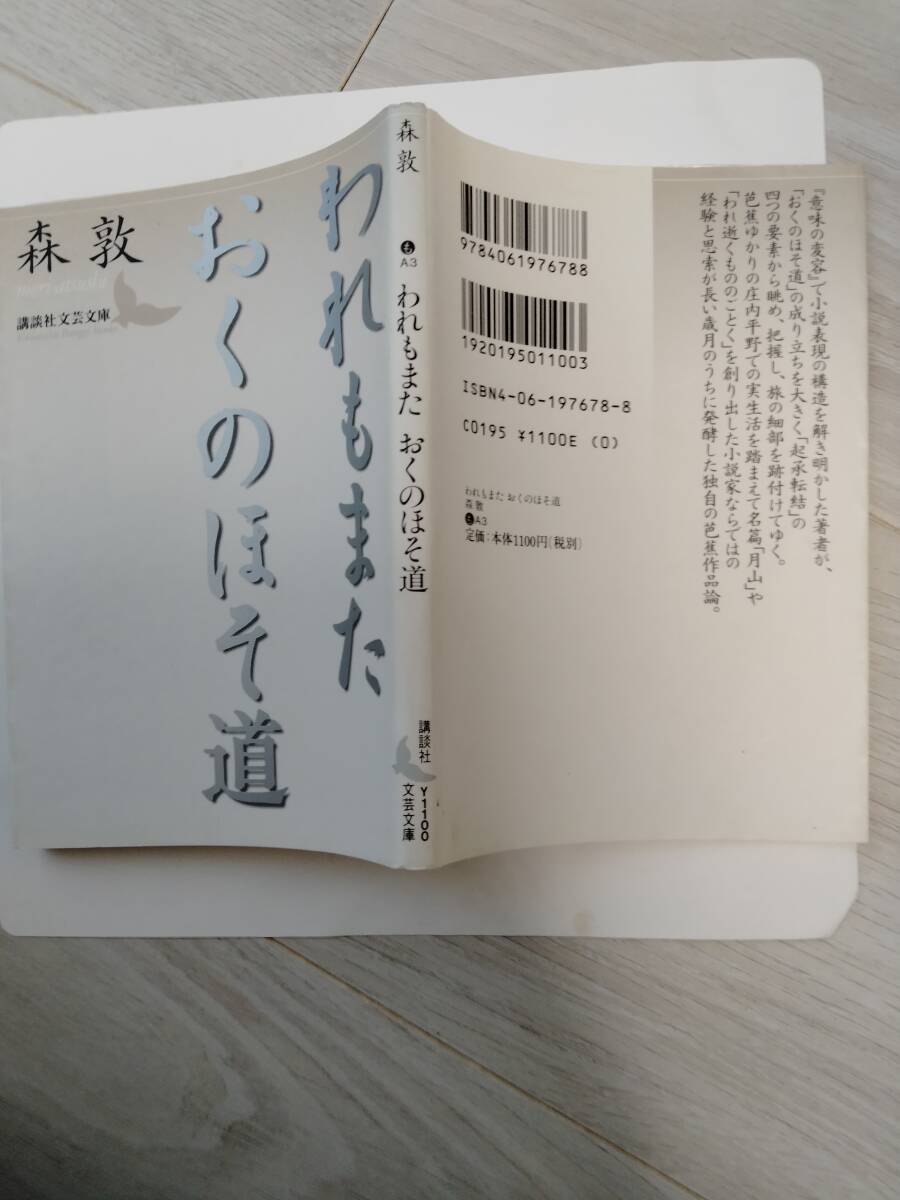 われもまた
おくのほそ道
森敦
mori atsushi
講談社文芸文庫
森敦
も
A3
われもまた おくのほそ道
講談社
文芸文庫
Y1100
9784061976788
1920195011003
ISBN4-06-197678-8
C0195 ¥1100E (0)
われもまた おくのほそ道
森敦
も A3
定価:本体1100円(税別)
『意味の変容』で小説表現の構造を解き明かした著者が、
「おくのほそ道」の成り立ちを大きく「起承転結」の
四つの要素から眺め、把握し、旅の細部を跡付けてゆく。
芭蕉ゆかりの庄内平野での実生活を踏まえて名篇「月山」や
「われ逝くもののごとく」を創り出した小説家ならではの
経験と思索が長い歳月のうちに発酵した独自の芭蕉作品論。